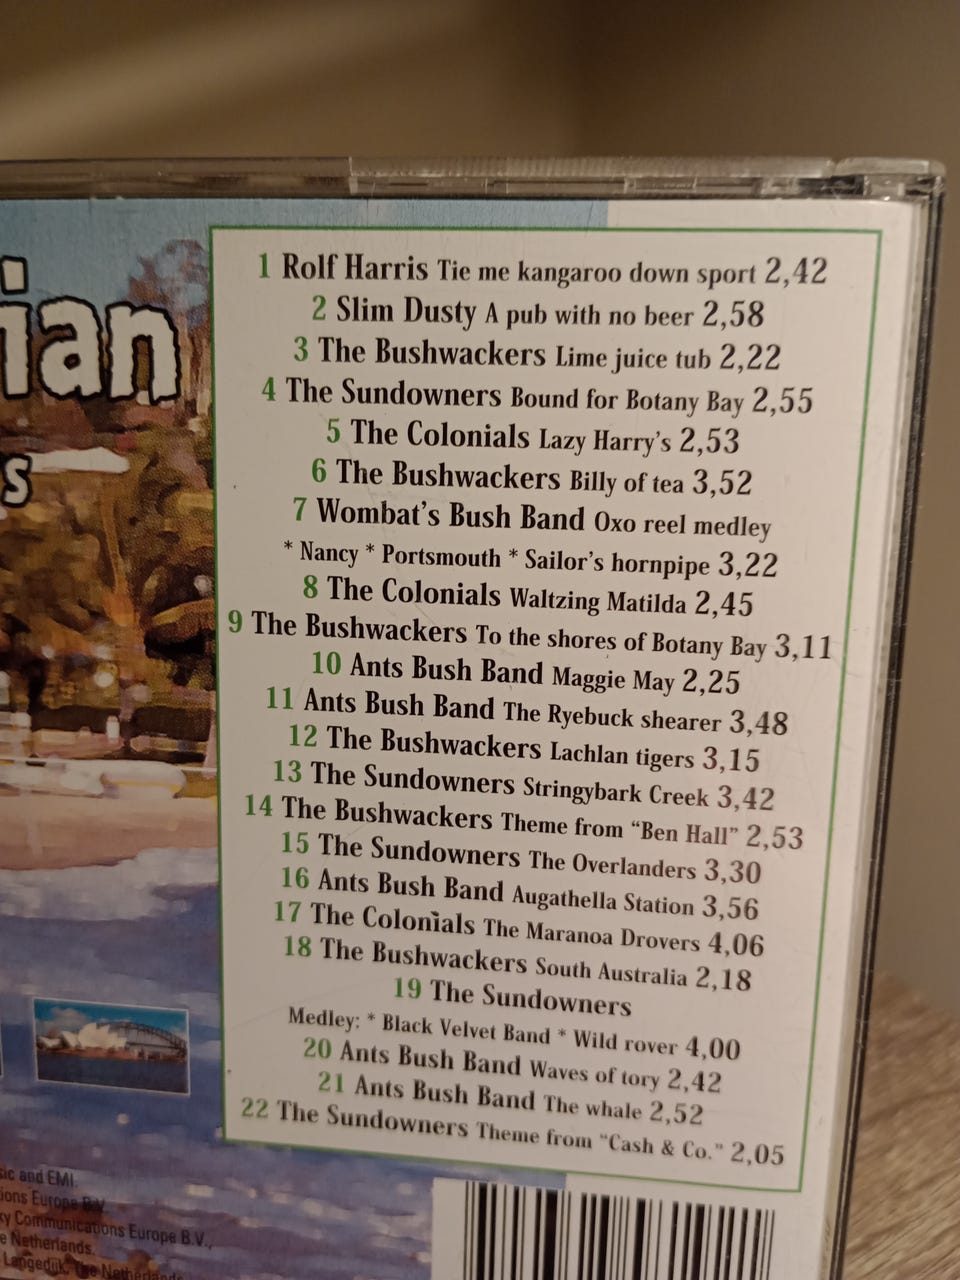 ian
s
1 Rolf Harris Tie me kangaroo down sport 2,42
2 Slim Dusty A pub with no beer 2,58
3 The Bushwackers Lime juice tub 2,22
4 The Sundowners Bound for Botany Bay 2,55
5 The Colonials Lazy Harry's 2,53
6 The Bushwackers Billy of tea 3,52
7 Wombat's Bush Band Oxo reel medley
* Nancy * Portsmouth * Sailor's hornpipe 3,22
8 The Colonials Waltzing Matilda 2,45
9 The Bushwackers To the shores of Botany Bay 3,11
10 Ants Bush Band Maggie May 2,25
11 Ants Bush Band The Ryebuck shearer 3,48
12 The Bushwackers Lachlan tigers 3,15
13 The Sundowners Stringybark Creek 3,42
14 The Bushwackers Theme from "Ben Hall" 2,53
15 The Sundowners The Overlanders 3,30
16 Ants Bush Band Augathella Station 3,56
17 The Colonials The Maranoa Drovers 4,06
18 The Bushwackers South Australia 2,18
19 The Sundowners
Medley: * Black Velvet Band * Wild rover 4,00
20 Ants Bush Band Waves of tory 2,42
21 Ants Bush Band The whale 2,52
22 The Sundowners Theme from "Cash & Co." 2,05
sic and EMI.
ions Europe B.V.
ky Communications Europe B.V.,
e Netherlands.
Langedijk, The Netherlands